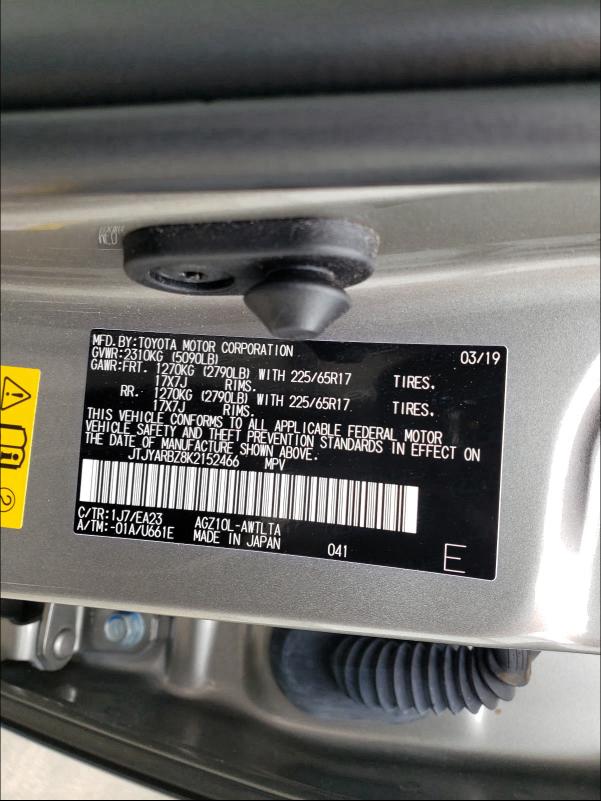 MFD. BY:TOYOTA MOTOR CORPORATION 03/19
GVWR:2310KG (5090LB)
GAWR:FRT. 1270KG (2790LB) WITH 225/65R17 TIRES.
17X7J RIMS.
RR. 1270KG (2790LB) WITH 225/65R17 TIRES.
17X7J RIMS.
THIS VEHICLE CONFORMS TO ALL APPLICABLE FEDERAL MOTOR
VEHICLE SAFETY AND THEFT PREVENTION STANDARDS IN EFFECT ON
THE DATE OF MANUFACTURE SHOWN ABOVE.
JTJYARBZ8K2152466 MPV
C/TR:1J7/EA23 AGZ10L-AWTLTA
A/TM:-01A/U661E MADE IN JAPAN 041
E
2